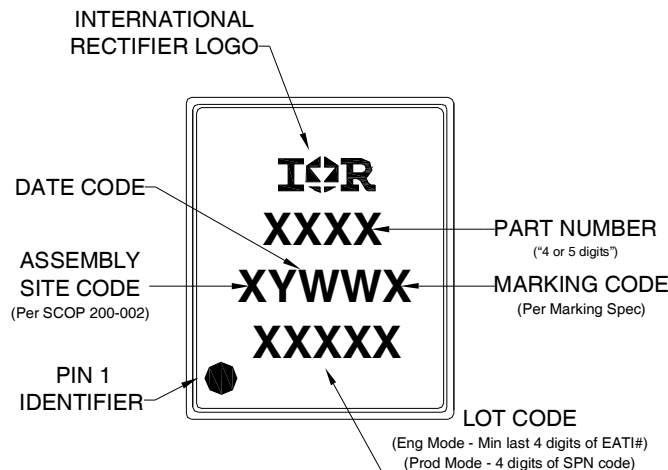 INTERNATIONAL
RECTIFIER LOGO
IOR
DATE CODE
XXXX
PART NUMBER
("4 or 5 digits")
ASSEMBLY
SITE CODE
(Per SCOP 200-002)
XYWWX
MARKING CODE
(Per Marking Spec)
XXXXX
PIN 1
IDENTIFIER
LOT CODE
(Eng Mode - Min last 4 digits of EATI#)
(Prod Mode - 4 digits of SPN code)